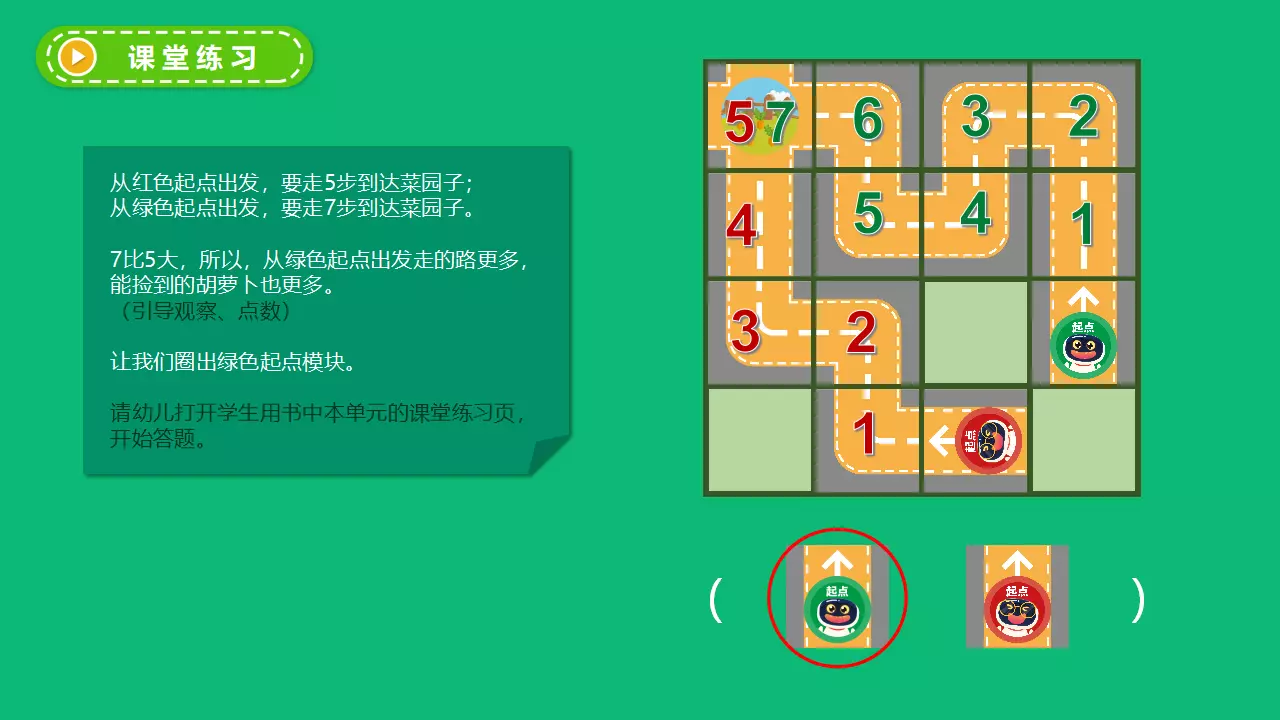 课堂练习
从红色起点出发，要走5步到达菜园子；
从绿色起点出发，要走7步到达菜园子。
7比5大，所以，从绿色起点出发走的路更多，
能捡到的胡萝卜也更多。
（引导观察、点数）
让我们圈出绿色起点模块。
请幼儿打开学生用书中本单元的课堂练习页，
开始答题。
5 7 6 3 2
4 5 4 1
3 2 起点
1 起点
( 起点 起点 )